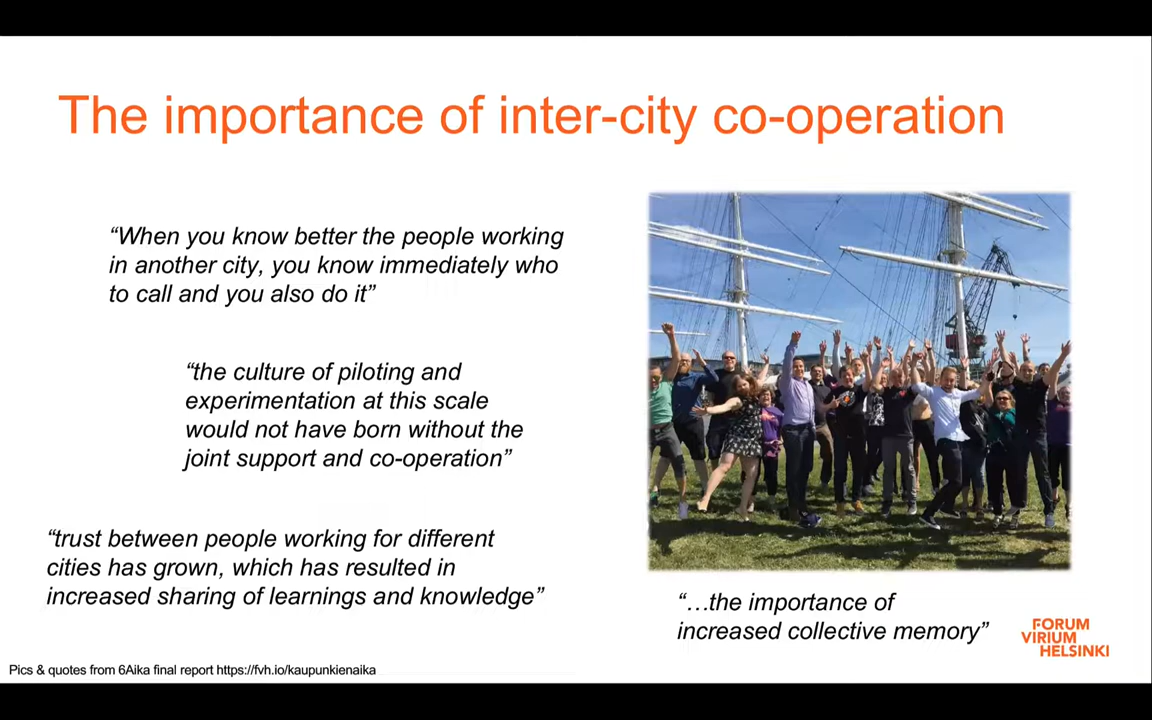 The importance of inter-city co-operation
“When you know better the people working
in another city, you know immediately who
to call and you also do it”
“the culture of piloting and
experimentation at this scale
would not have born without the
joint support and co-operation”
“trust between people working for different
cities has grown, which has resulted in
increased sharing of learnings and knowledge”
“…the importance of
increased collective memory”
FORUM
VIRIUM
HELSINKI
Pics & quotes from 6Aika final report https://fvh.io/kaupunkienaika